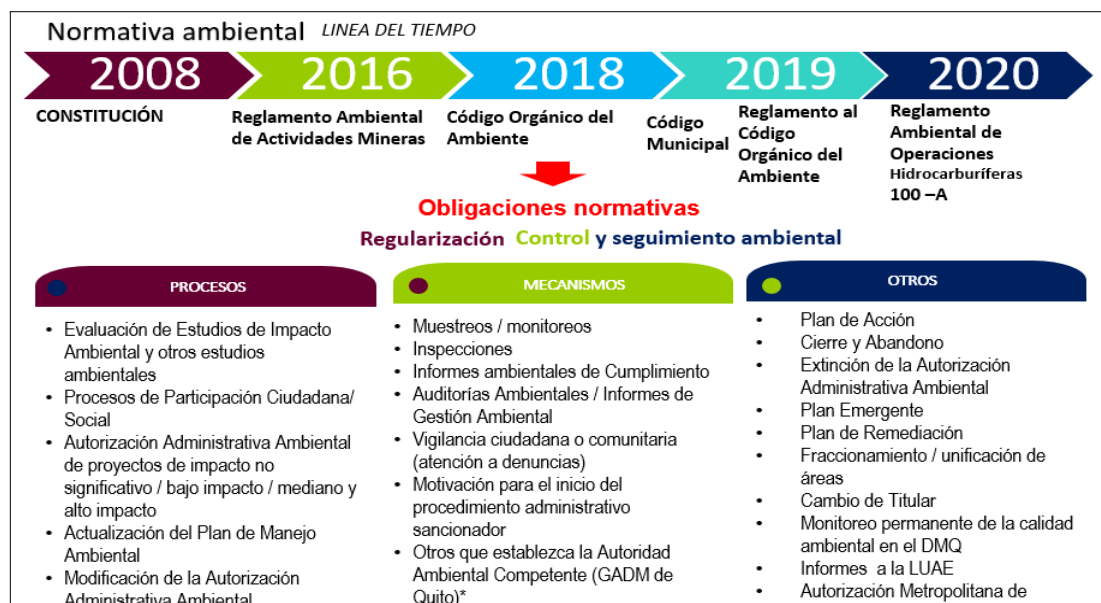 Normativa ambiental LINEA DEL TIEMPO
2008
2016
2018
2019
2020
CONSTITUCIÓN
Reglamento Ambiental
de Actividades Mineras
Código Orgánico del
Ambiente
Código
Municipal
Reglamento al
Código
Orgánico del
Ambiente
Reglamento
Ambiental de
Operaciones
Hidrocarburíferas
100 –A
Obligaciones normativas
Regularización Control y seguimiento ambiental
PROCESOS
• Evaluación de Estudios de Impacto
Ambiental y otros estudios
ambientales
• Procesos de Participación Ciudadana/
Social
• Autorización Administrativa Ambiental
de proyectos de impacto no
significativo / bajo impacto / mediano y
alto impacto
• Actualización del Plan de Manejo
Ambiental
• Modificación de la Autorización
Administrativa Ambiental
MECANISMOS
• Muestreos / monitoreos
• Inspecciones
• Informes ambientales de Cumplimiento
• Auditorías Ambientales / Informes de
Gestión Ambiental
• Vigilancia ciudadana o comunitaria
(atención a denuncias)
• Motivación para el inicio del
procedimiento administrativo
sancionador
• Otros que establezca la Autoridad
Ambiental Competente (GADM de
Quito)*
OTROS
• Plan de Acción
• Cierre y Abandono
• Extinción de la Autorización
Administrativa Ambiental
• Plan Emergente
• Plan de Remediación
• Fraccionamiento / unificación de
áreas
• Cambio de Titular
• Monitoreo permanente de la calidad
ambiental en el DMQ
• Informes a la LUAE
• Autorización Metropolitana de